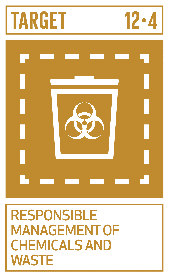 TARGET 12·4
RESPONSIBLE
MANAGEMENT OF
CHEMICALS AND
WASTE